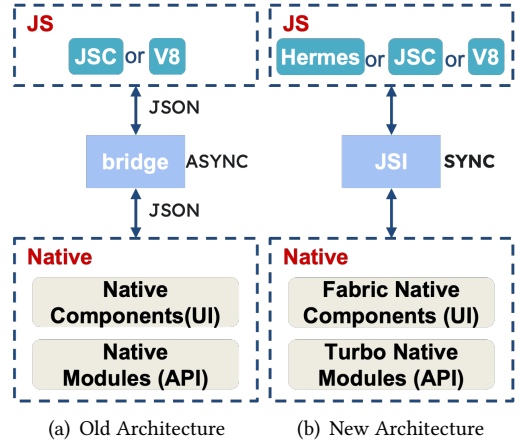 JS
JSC or V8
JSON
bridge ASYNC
JSON
Native
Native
Components(UI)
Native
Modules (API)
(a) Old Architecture
JS
Hermes or JSC or V8
JSI SYNC
Native
Fabric Native
Components (UI)
Turbo Native
Modules (API)
(b) New Architecture